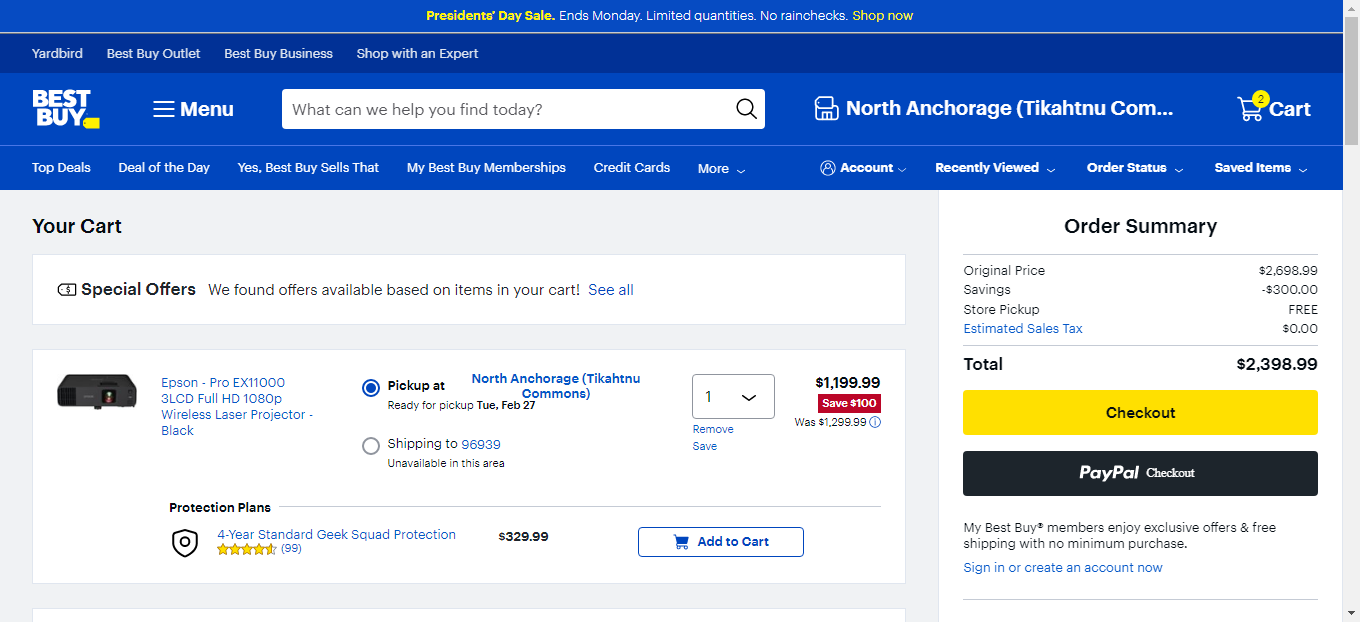 Presidents' Day Sale. Ends Monday. Limited quantities. No rainchecks. Shop now
Yardbird Best Buy Outlet Best Buy Business Shop with an Expert
BEST BUY
Menu
What can we help you find today?
North Anchorage (Tikahtnu Com...
2
Cart
Top Deals Deal of the Day Yes, Best Buy Sells That My Best Buy Memberships Credit Cards More
Account Recently Viewed Order Status Saved Items
Your Cart
Special Offers We found offers available based on items in your cart! See all
Epson - Pro EX11000
3LCD Full HD 1080p
Wireless Laser Projector -
Black
Pickup at North Anchorage (Tikahtnu
Commons)
Ready for pickup Tue, Feb 27
Shipping to 96939
Unavailable in this area
1
Remove
Save
$1,199.99
Save $100
Was $1,299.99
Protection Plans
4-Year Standard Geek Squad Protection
(99)
$329.99
Add to Cart
Order Summary
Original Price $2,698.99
Savings -$300.00
Store Pickup FREE
Estimated Sales Tax $0.00
Total $2,398.99
Checkout
PayPal Checkout
My Best Buy® members enjoy exclusive offers & free
shipping with no minimum purchase.
Sign in or create an account now